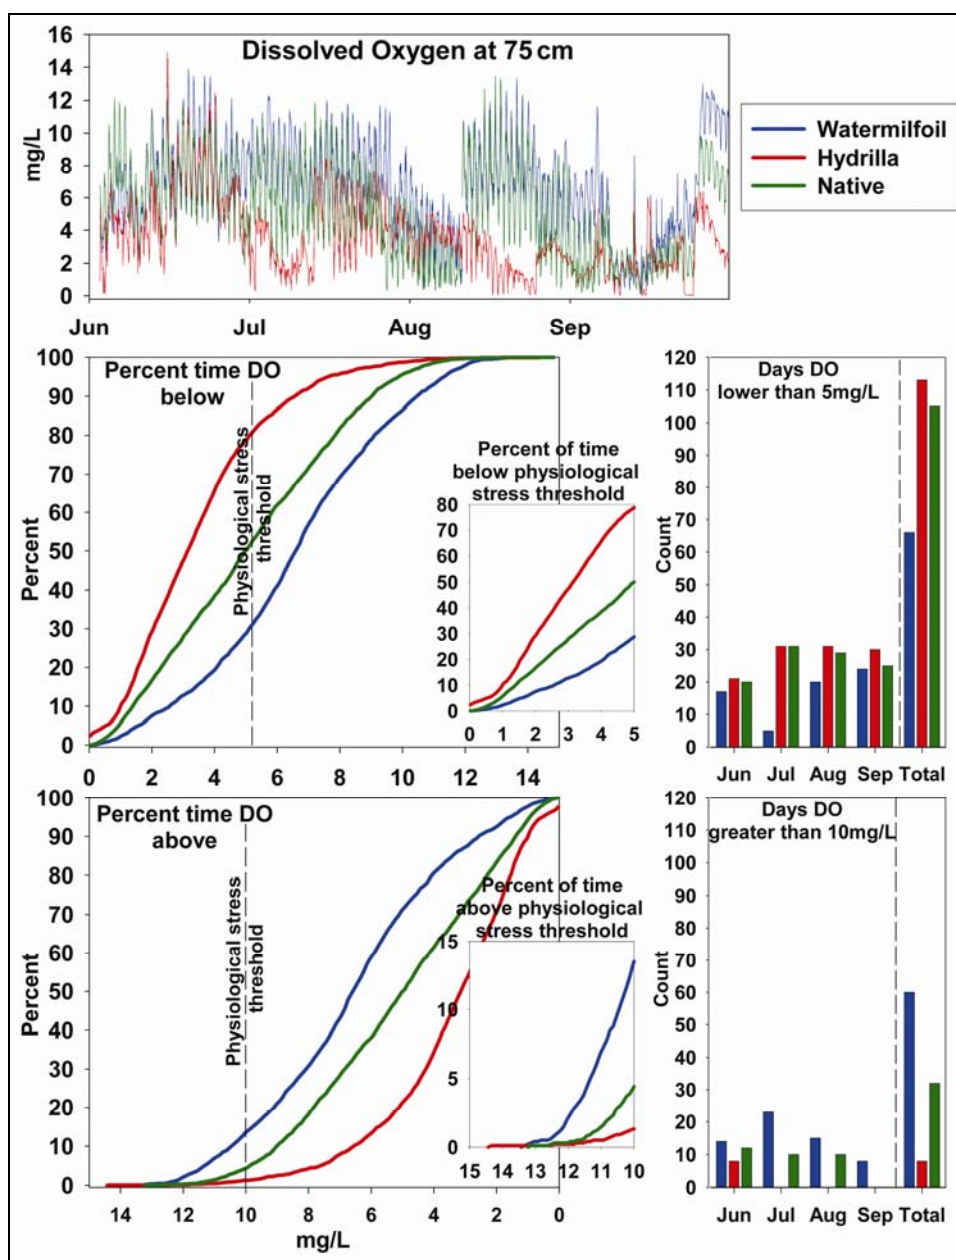 Dissolved Oxygen at 75 cm
16
14
12
10
8
6
4
2
0
mg/L
Jun Jul Aug Sep
Watermilfoil
Hydrilla
Native
Percent time DO
below
100
90
80
70
60
50
40
30
20
10
0
Percent
Physiological stress
threshold
0 2 4 6 8 10 12 14
Percent of time
below physiological
stress threshold
80
70
60
50
40
30
20
10
0
0 1 2 3 4 5
Days DO
lower than 5mg/L
120
110
100
90
80
70
60
50
40
30
20
10
0
Count
Jun Jul Aug Sep Total
Percent time DO
above
100
90
80
70
60
50
40
30
20
10
0
Percent
Physiological stress
threshold
14 12 10 8 6 4 2 0
mg/L
Percent of time
above physiological
stress threshold
15
10
5
0
15 14 13 12 11 10
Days DO
greater than 10mg/L
120
110
100
90
80
70
60
50
40
30
20
10
0
Count
Jun Jul Aug Sep Total